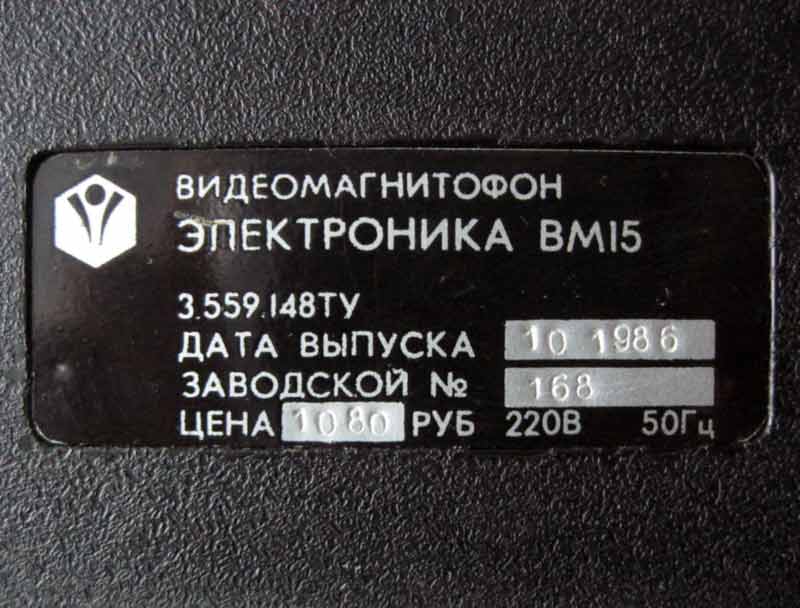 ВИДЕОМАГНИТОФОН
ЭЛЕКТРОНИКА ВМ15
3.559.148ТУ
ДАТА ВЫПУСКА 10 1986
ЗАВОДСКОЙ № 168
ЦЕНА 1080 РУБ 220В 50Гц